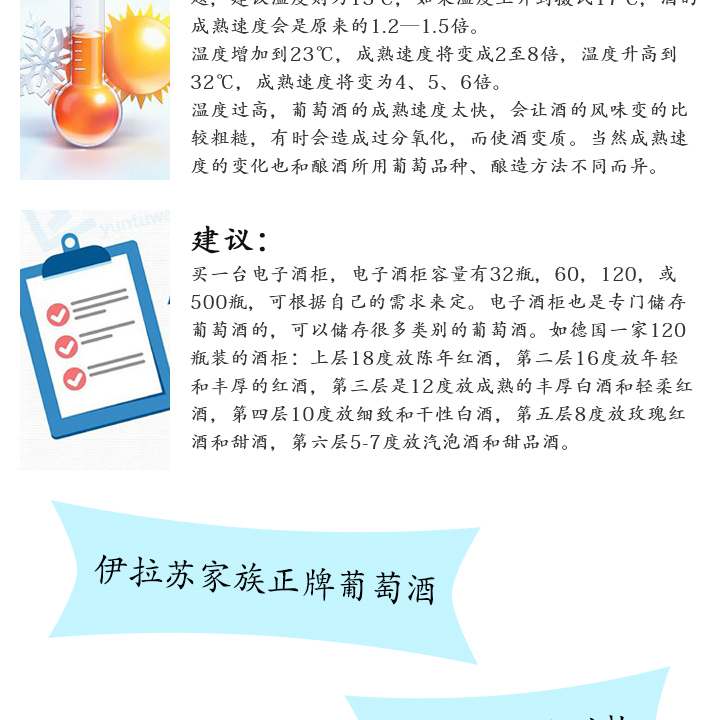 题，建议温度则为13℃，如果温度上升到摄氏17℃，酒的
成熟速度会是原来的1.2—1.5倍。
温度增加到23℃，成熟速度将变成2至8倍，温度升高到
32℃，成熟速度将变为4、5、6倍。
温度过高，葡萄酒的成熟速度太快，会让酒的风味变的比
较粗糙，有时会造成过分氧化，而使酒变质。当然成熟速
度的变化也和酿酒所用葡萄品种、酿造方法不同而异。
建议：
买一台电子酒柜，电子酒柜容量有32瓶，60，120，或
500瓶，可根据自己的需求来定。电子酒柜也是专门储存
葡萄酒的，可以储存很多类别的葡萄酒。如德国一家120
瓶装的酒柜：上层18度放陈年红酒，第二层16度放年轻
和丰厚的红酒，第三层是12度放成熟的丰厚白酒和轻柔红
酒，第四层10度放细致和干性白酒，第五层8度放玫瑰红
酒和甜酒，第六层5-7度放汽泡酒和甜品酒。
伊拉苏家族正牌葡萄酒